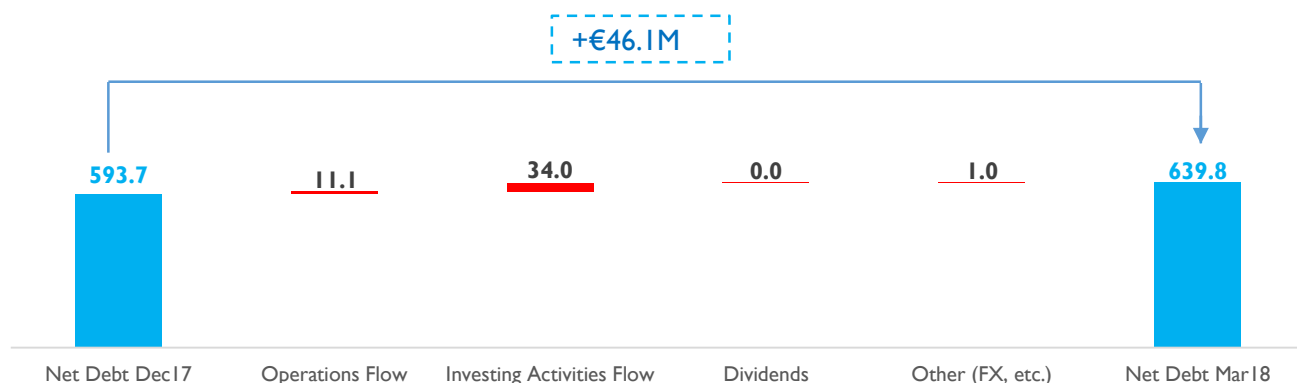 +€46.1M
593.7
11.1
34.0
0.0
1.0
639.8
Net Debt Dec17
Operations Flow
Investing Activities Flow
Dividends
Other (FX, etc.)
Net Debt Mar18